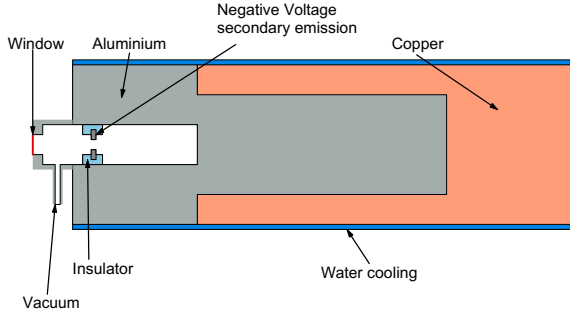 Negative Voltage
secondary emission
Window
Aluminium
Copper
Insulator
Water cooling
Vacuum